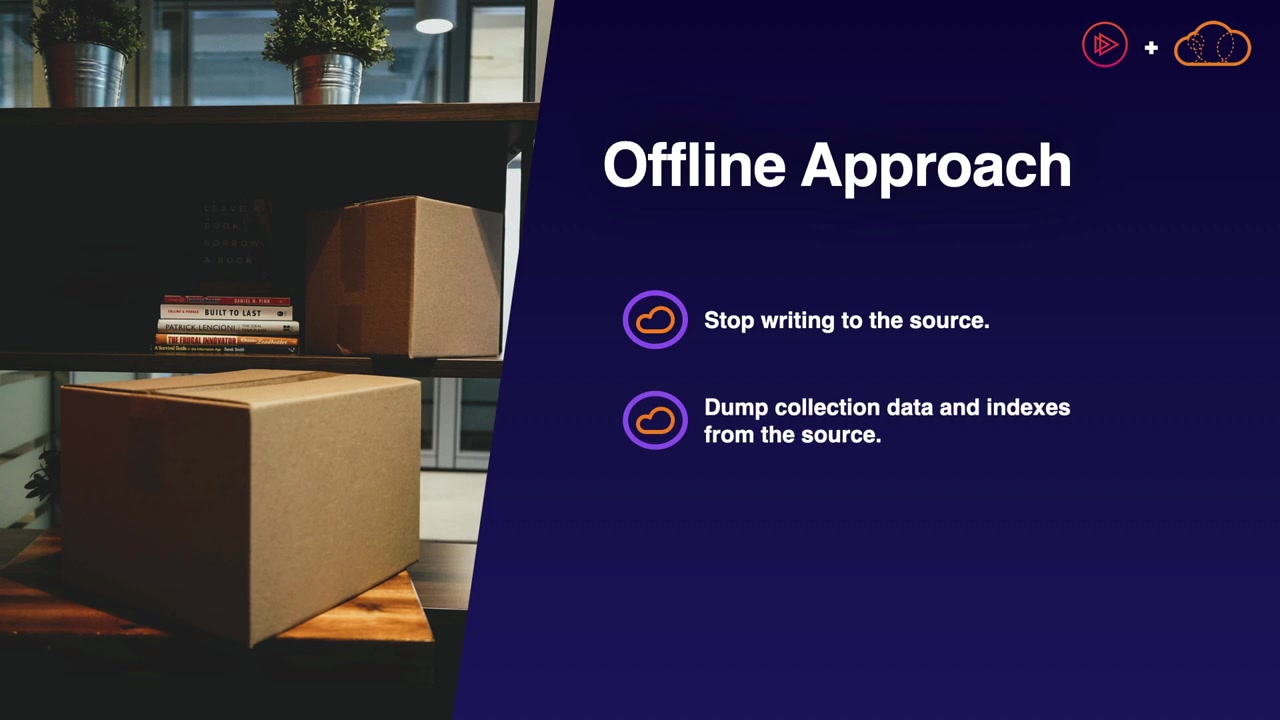 Offline Approach
Stop writing to the source.
Dump collection data and indexes
from the source.
LEAVE A
BOOK
BORROW
A BOOK
DANIEL H. PINK
BUILT TO LAST
PATRICK LENCIONI
THE FRUGAL INNOVATOR